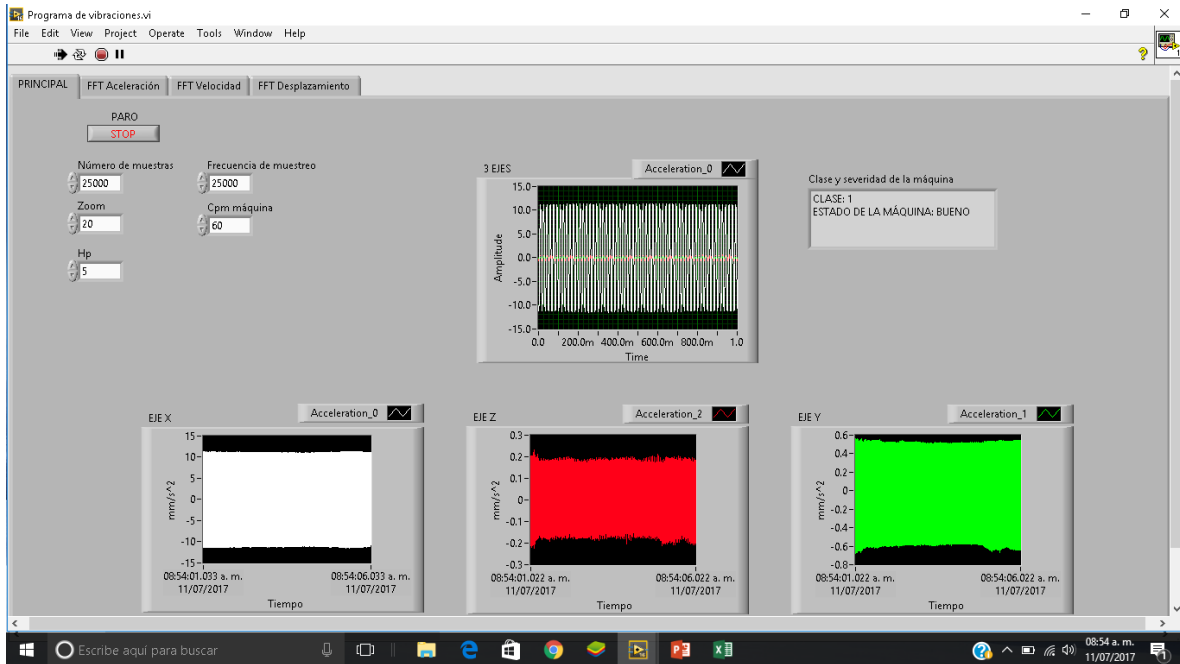 Programa de vibraciones.vi
File Edit View Project Operate Tools Window Help
PRINCIPAL FFT Aceleración FFT Velocidad FFT Desplazamiento
PARO
STOP
Número de muestras Frecuencia de muestreo
25000 25000
Zoom Cpm máquina
20 60
Hp
5
3 EJES Acceleration_0
15.0
10.0
5.0
0.0
-5.0
-10.0
-15.0
Amplitude
0.0 200.0m 400.0m 600.0m 800.0m 1.0
Time
Clase y severidad de la máquina
CLASE: 1
ESTADO DE LA MÁQUINA: BUENO
EJE X Acceleration_0
15
10
5
0
-5
-10
-15
mm/s^2
08:54:01.033 a. m. 08:54:06.033 a. m.
11/07/2017 11/07/2017
Tiempo
EJE Z Acceleration_2
0.3
0.2
0.1
0
-0.1
-0.2
-0.3
mm/s^2
08:54:01.022 a. m. 08:54:06.022 a. m.
11/07/2017 11/07/2017
Tiempo
EJE Y Acceleration_1
0.6
0.4
0.2
0
-0.2
-0.4
-0.6
-0.8
mm/s^2
08:54:01.022 a. m. 08:54:06.022 a. m.
11/07/2017 11/07/2017
Tiempo
Escribe aquí para buscar
08:54 a. m.
11/07/2017